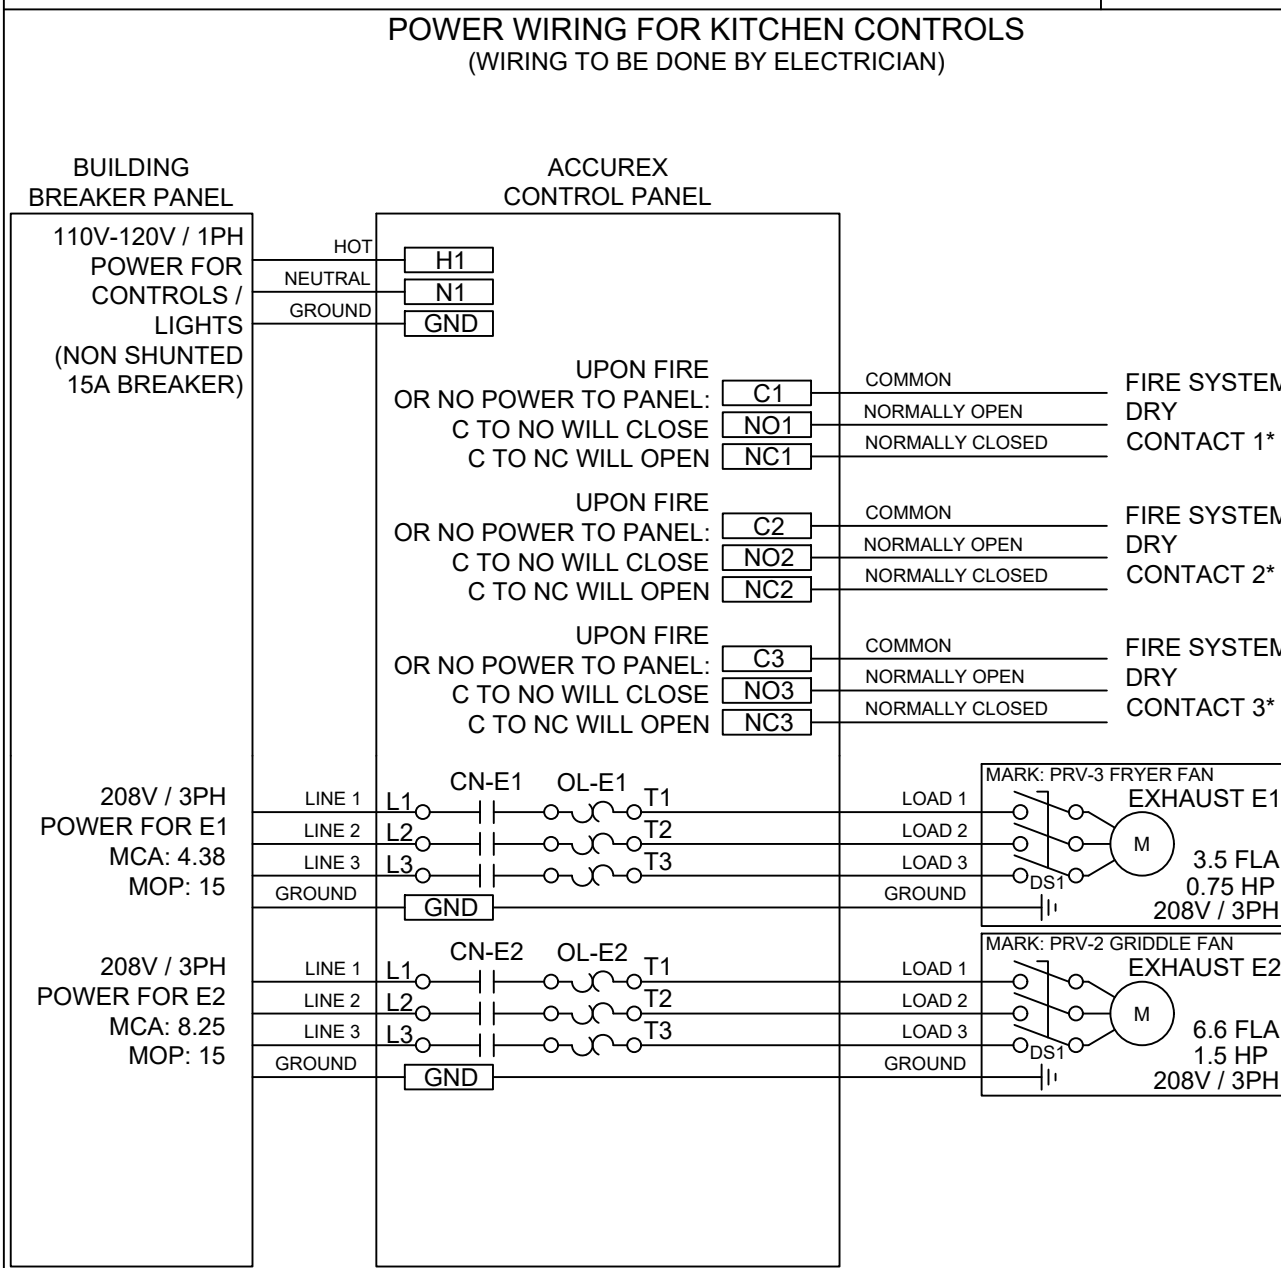 POWER WIRING FOR KITCHEN CONTROLS
(WIRING TO BE DONE BY ELECTRICIAN)
BUILDING
BREAKER PANEL
ACCUREX
CONTROL PANEL
110V-120V / 1PH
POWER FOR
CONTROLS /
LIGHTS
(NON SHUNTED
15A BREAKER)
HOT
NEUTRAL
GROUND
H1
N1
GND
UPON FIRE
OR NO POWER TO PANEL:
C TO NO WILL CLOSE
C TO NC WILL OPEN
C1
NO1
NC1
COMMON
NORMALLY OPEN
NORMALLY CLOSED
FIRE SYSTEM
DRY
CONTACT 1*
UPON FIRE
OR NO POWER TO PANEL:
C TO NO WILL CLOSE
C TO NC WILL OPEN
C2
NO2
NC2
COMMON
NORMALLY OPEN
NORMALLY CLOSED
FIRE SYSTEM
DRY
CONTACT 2*
UPON FIRE
OR NO POWER TO PANEL:
C TO NO WILL CLOSE
C TO NC WILL OPEN
C3
NO3
NC3
COMMON
NORMALLY OPEN
NORMALLY CLOSED
FIRE SYSTEM
DRY
CONTACT 3*
208V / 3PH
POWER FOR E1
MCA: 4.38
MOP: 15
LINE 1
LINE 2
LINE 3
GROUND
L1
L2
L3
GND
CN-E1
OL-E1
T1
T2
T3
LOAD 1
LOAD 2
LOAD 3
GROUND
MARK: PRV-3 FRYER FAN
EXHAUST E1
M
DS1
3.5 FLA
0.75 HP
208V / 3PH
208V / 3PH
POWER FOR E2
MCA: 8.25
MOP: 15
LINE 1
LINE 2
LINE 3
GROUND
L1
L2
L3
GND
CN-E2
OL-E2
T1
T2
T3
LOAD 1
LOAD 2
LOAD 3
GROUND
MARK: PRV-2 GRIDDLE FAN
EXHAUST E2
M
DS1
6.6 FLA
1.5 HP
208V / 3PH